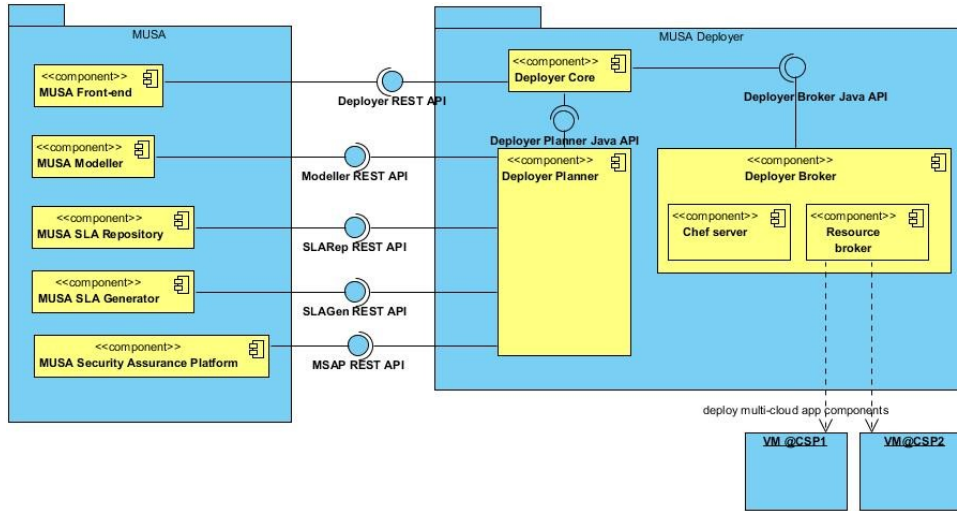 MUSA
<<component>>
MUSA Front-end
<<component>>
MUSA Modeller
<<component>>
MUSA SLA Repository
<<component>>
MUSA SLA Generator
<<component>>
MUSA Security Assurance Platform
Deployer REST API
Modeller REST API
SLARep REST API
SLAGen REST API
MSAP REST API
MUSA Deployer
<<component>>
Deployer Core
Deployer Planner Java API
<<component>>
Deployer Planner
Deployer Broker Java API
<<component>>
Deployer Broker
<<component>>
Chef server
<<component>>
Resource
broker
deploy multi-cloud app components
VM @CSP1
VM@CSP2